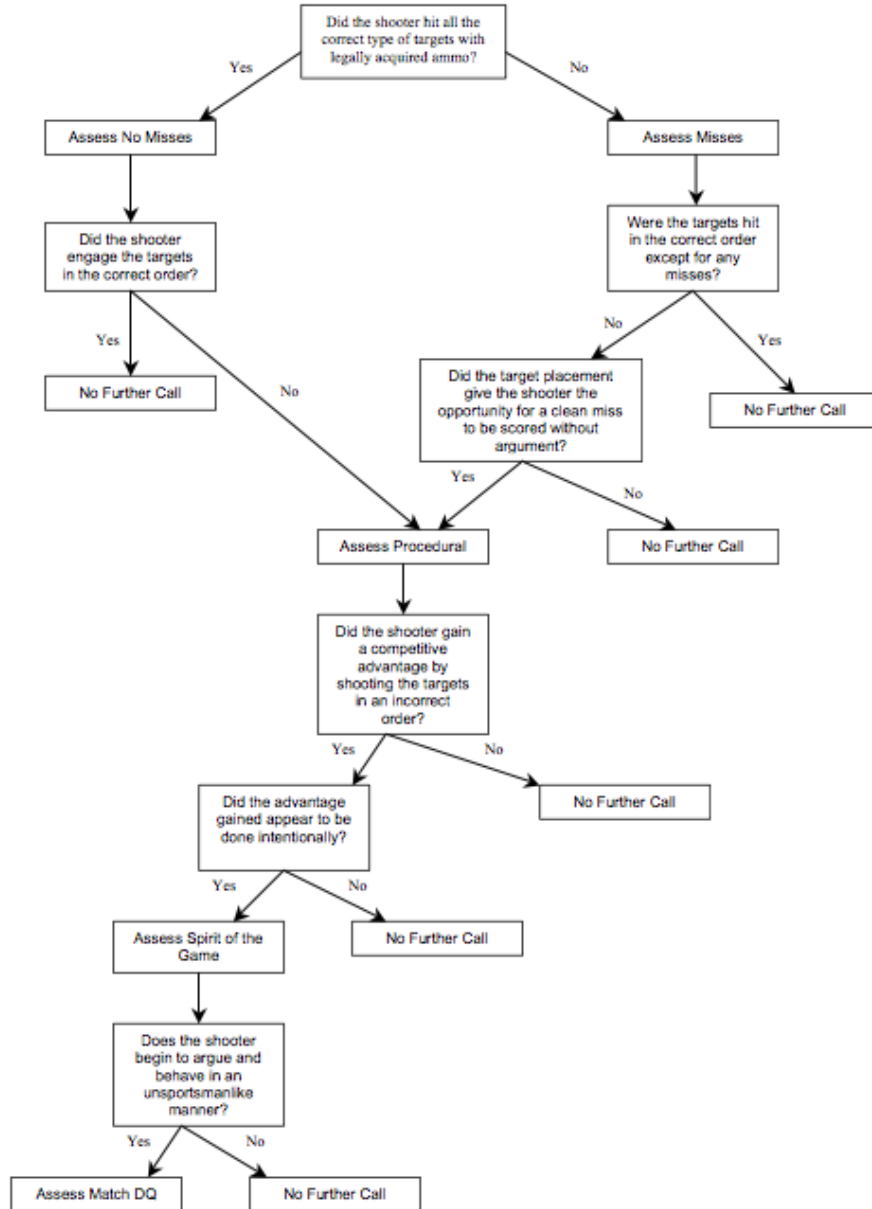 Did the shooter hit all the
correct type of targets with
legally acquired ammo?
Yes
No
Assess No Misses
Assess Misses
Did the shooter
engage the targets
in the correct order?
Were the targets hit
in the correct order
except for any
misses?
Yes
No
No
Yes
No Further Call
Did the target placement
give the shooter the
opportunity for a clean miss
to be scored without
argument?
No Further Call
Yes
No
Assess Procedural
No Further Call
Did the shooter gain
a competitive
advantage by
shooting the targets
in an incorrect
order?
Yes
No
Did the advantage
gained appear to be
done intentionally?
No Further Call
Yes
No
Assess Spirit of the
Game
No Further Call
Does the shooter
begin to argue and
behave in an
unsportsmanlike
manner?
Yes
No
Assess Match DQ
No Further Call